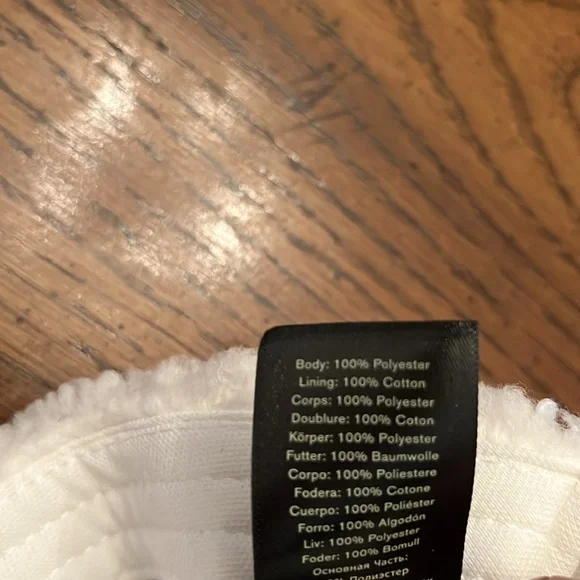 Body: 100% Polyester
Lining: 100% Cotton
Corps: 100% Polyester
Doublure: 100% Coton
Körper: 100% Polyester
Futter: 100% Baumwolle
Corpo: 100% Poliestere
Fodera: 100% Cotone
Cuerpo: 100% Poliéster
Forro: 100% Algodón
Liv: 100% Polyester
Foder: 100% Bomull
Основная Часть:
Полиэстер